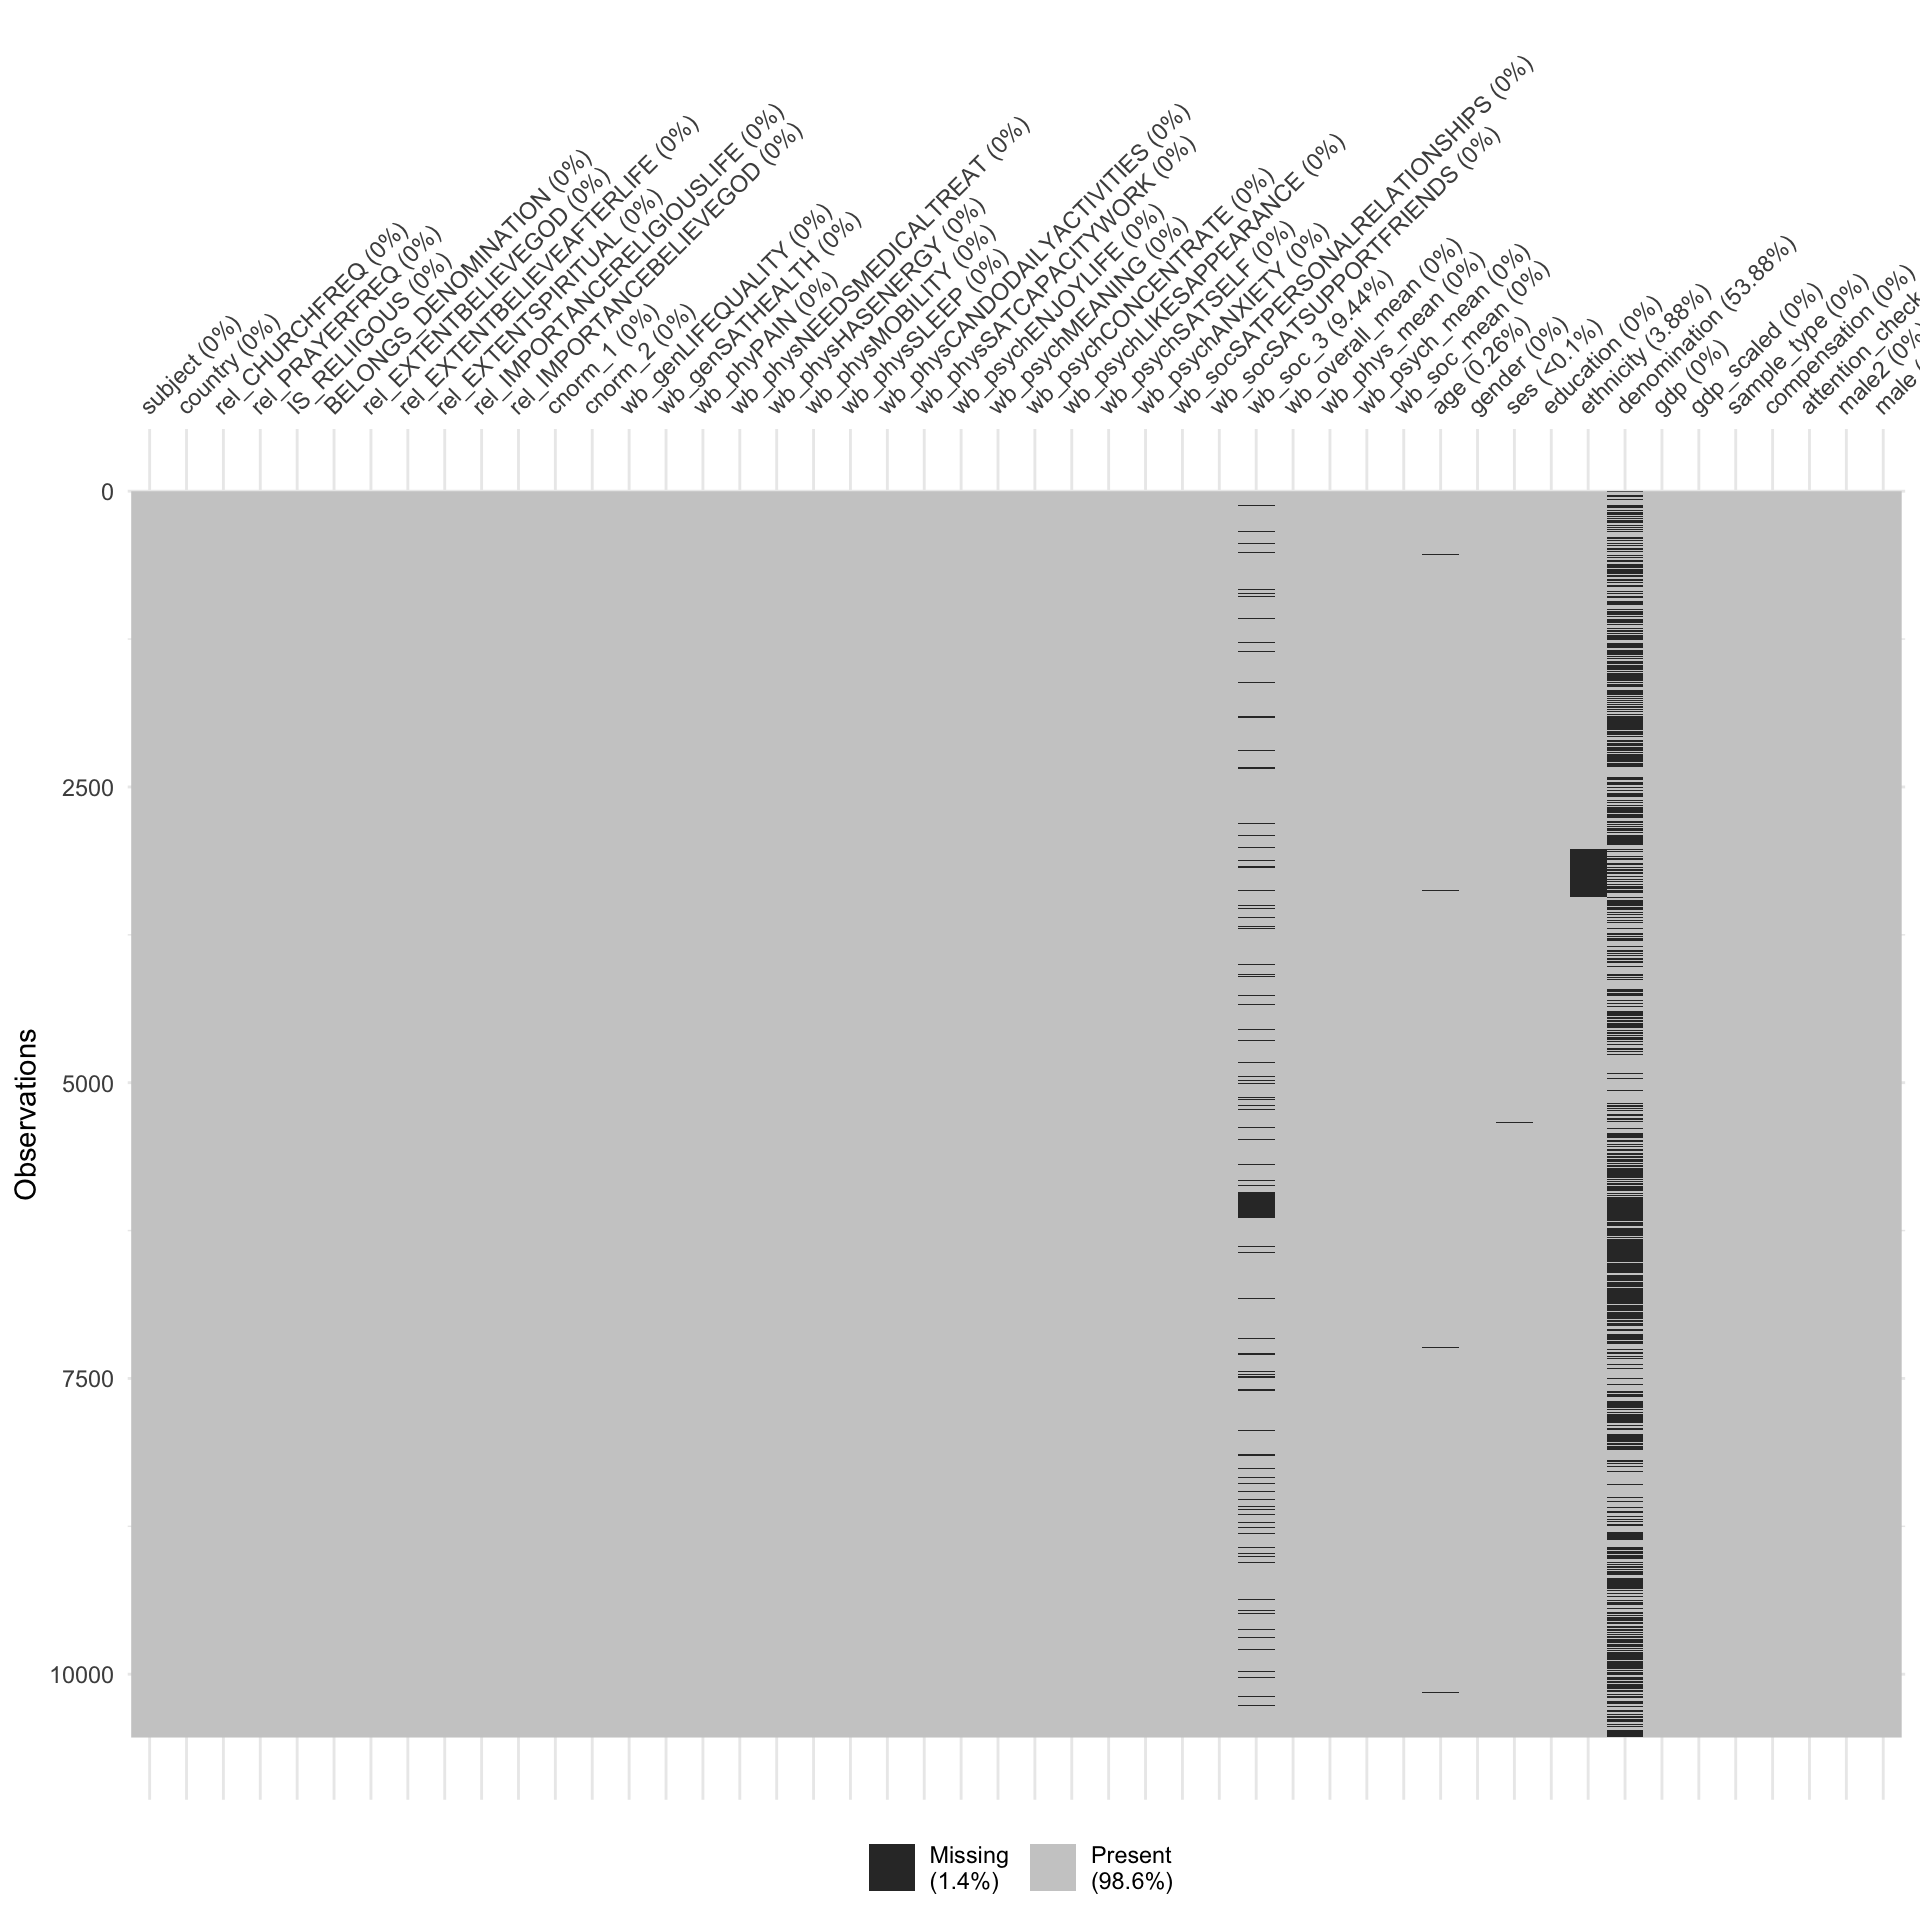 subject (0%)
country (0%)
rel_CHURCHFREQ (0%)
rel_PRAYERFREQ (0%)
IS_RELIIGOUS (0%)
BELONGS_DENOMINATION (0%)
rel_EXTENTBELIEVEGOD (0%)
rel_EXTENTBELIEVEAFTERLIFE (0%)
rel_EXTENTSPIRITUAL (0%)
rel_IMPORTANCERELIGIOUSLIFE (0%)
rel_IMPORTANCEBELIEVEGOD (0%)
cnorm_1 (0%)
cnorm_2 (0%)
wb_genLIFEQUALITY (0%)
wb_genSATHEALTH (0%)
wb_phyPAIN (0%)
wb_physNEEDSMEDICALTREAT (0%)
wb_physHASENERGY (0%)
wb_physMOBILITY (0%)
wb_physSLEEP (0%)
wb_physCANDODAILYACTIVITIES (0%)
wb_physSATCAPACITYWORK (0%)
wb_psychENJOYLIFE (0%)
wb_psychMEANING (0%)
wb_psychCONCENTRATE (0%)
wb_psychLIKESAPPEARANCE (0%)
wb_psychSATSELF (0%)
wb_psychANXIETY (0%)
wb_socSATPERSONALRELATIONSHIPS (0%)
wb_socSATSUPPORTFRIENDS (0%)
wb_soc_3 (9.44%)
wb_overall_mean (0%)
wb_phys_mean (0%)
wb_psych_mean (0%)
wb_soc_mean (0%)
age (0.26%)
gender (0%)
ses (<0.1%)
education (0%)
ethnicity (3.88%)
denomination (53.88%)
gdp (0%)
gdp_scaled (0%)
sample_type (0%)
compensation (0%)
attention_check
male2 (0%
male
0
2500
5000
7500
10000
Observations
Missing
(1.4%)
Present
(98.6%)